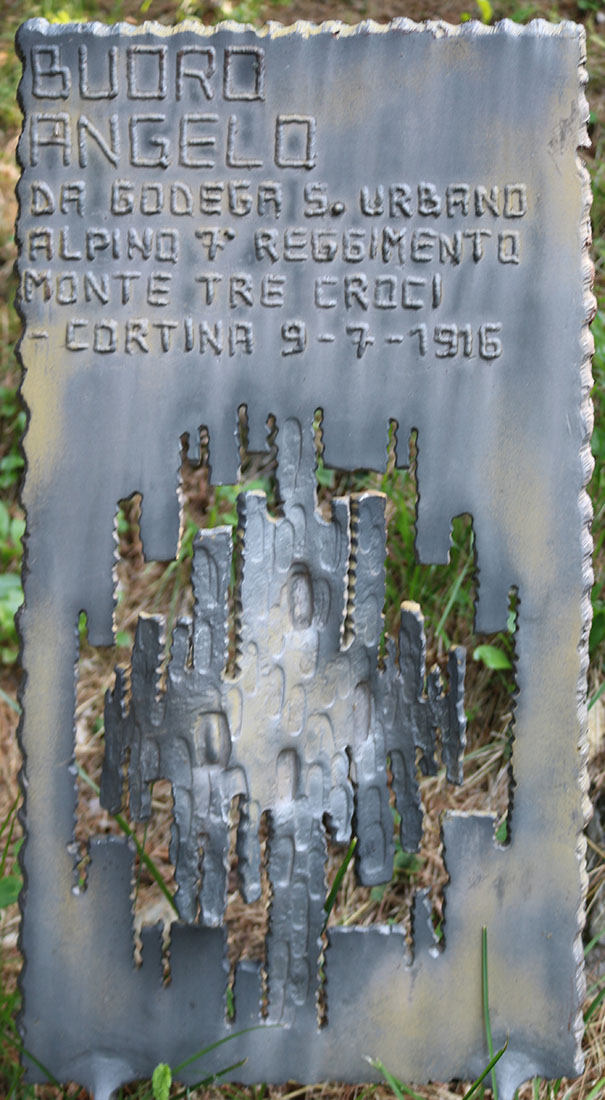 BUORO
ANGELO
DA GODEGA S. URBANO
ALPINO 7° REGGIMENTO
MONTE TRE CROCI
- CORTINA 9-7-1916